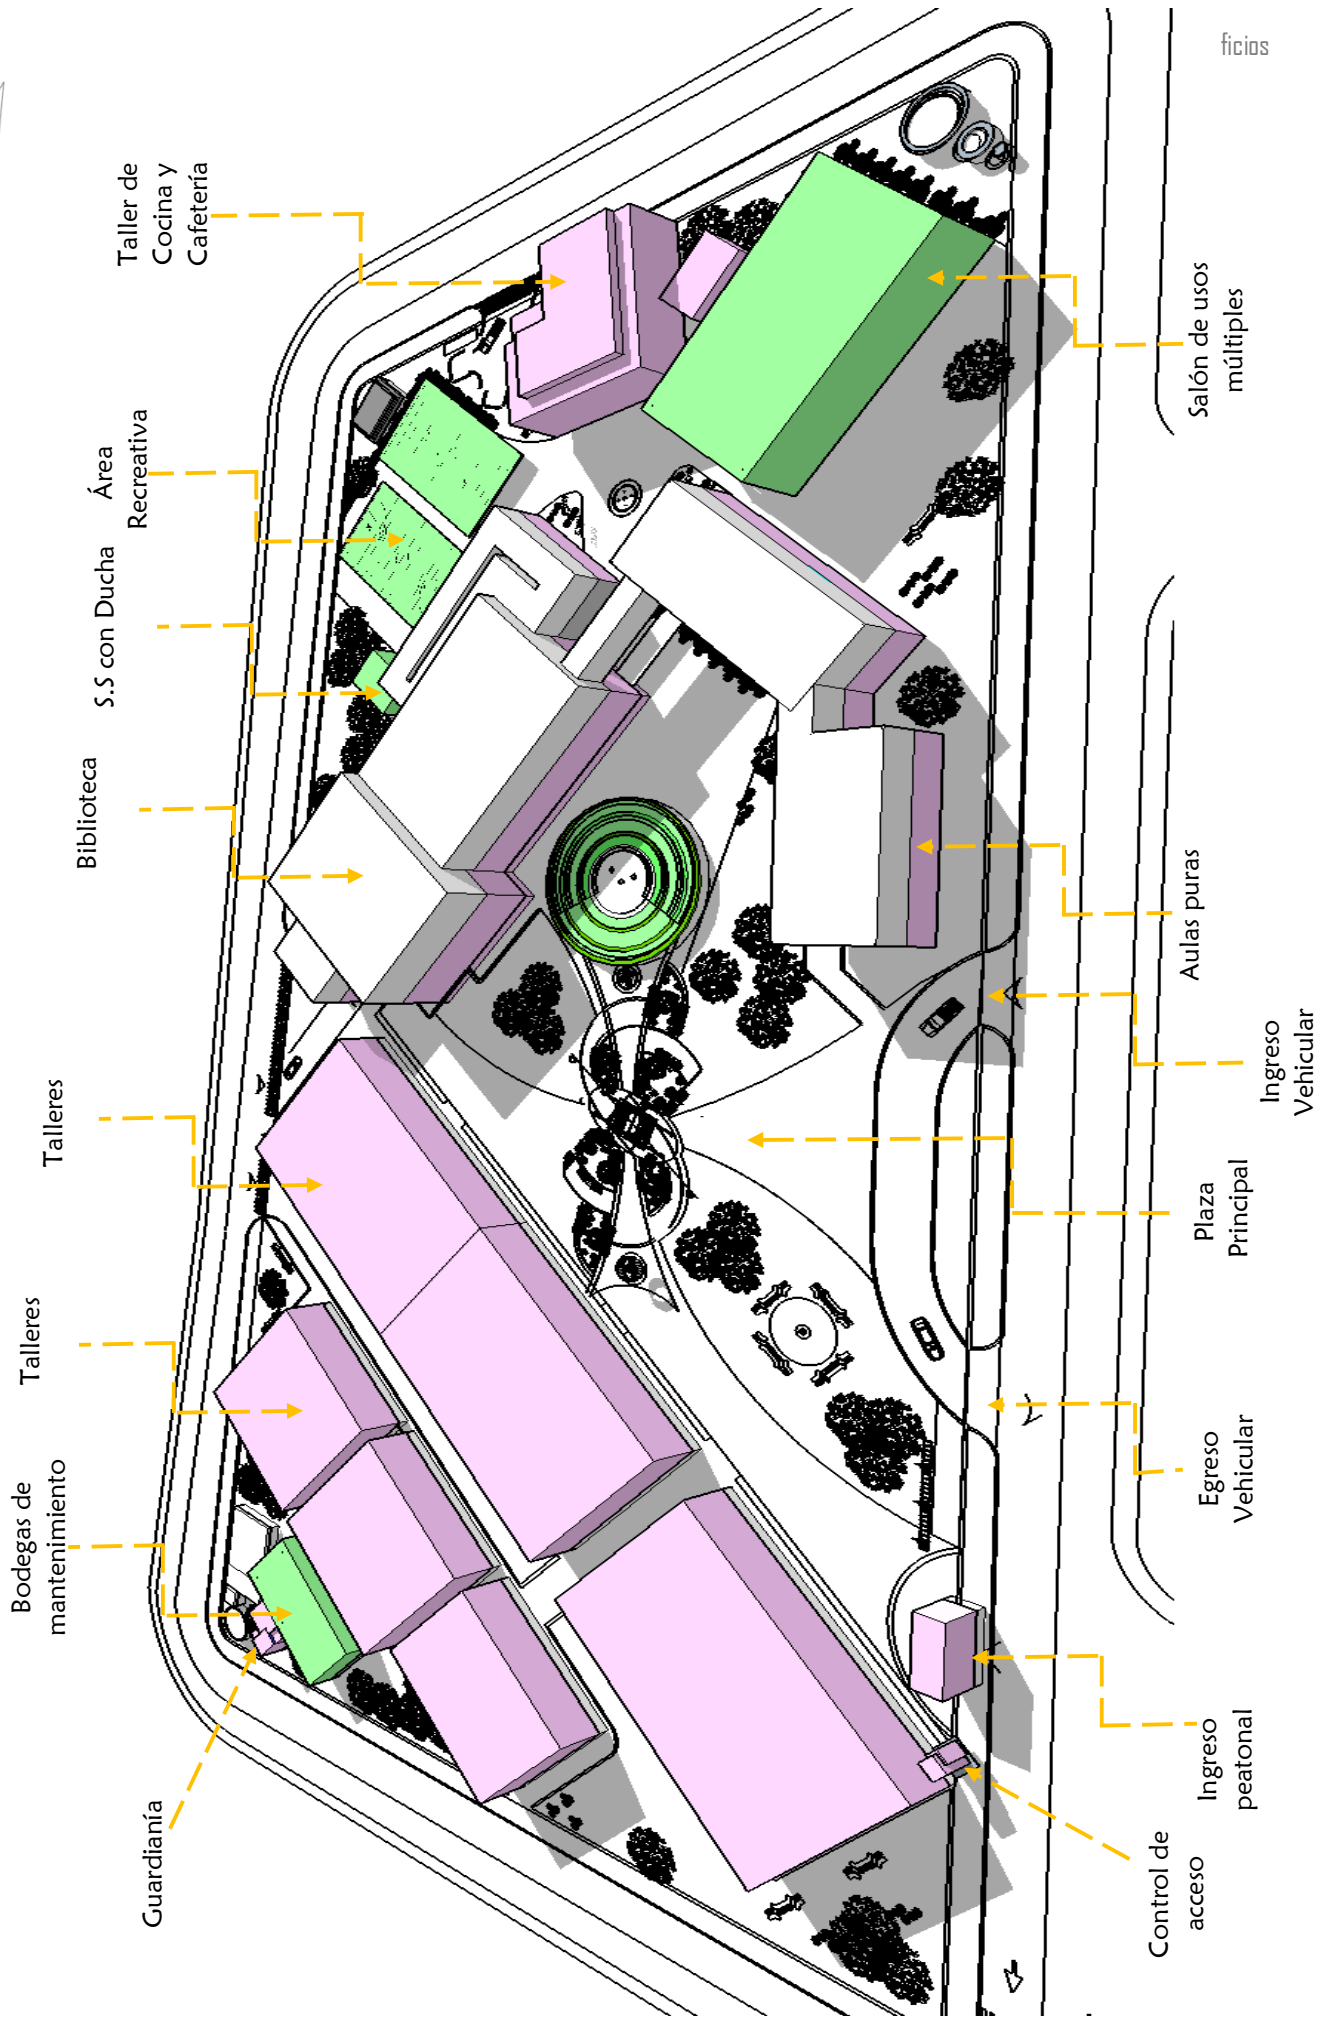 Guardianía
Bodegas de
mantenimiento
Talleres
Talleres
Biblioteca
S.S con Ducha
Área
Recreativa
Taller de
Cocina y
Cafetería
Control de
acceso
Ingreso
peatonal
Egreso
Vehicular
Plaza
Principal
Ingreso
Vehicular
Aulas puras
Salón de usos
múltiples
ficios